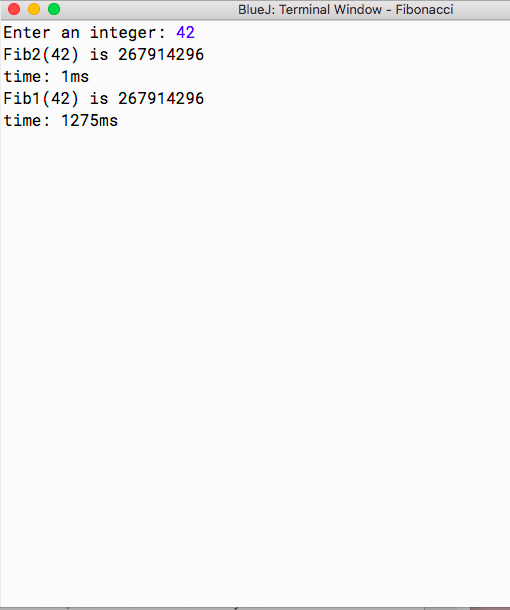 BlueJ: Terminal Window - Fibonacci
Enter an integer: 42
Fib2(42) is 267914296
time: 1ms
Fib1(42) is 267914296
time: 1275ms